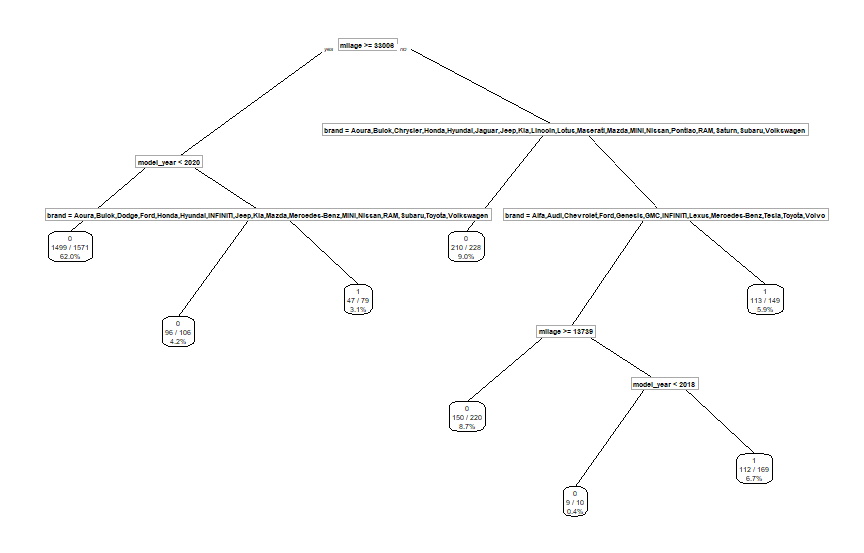 yes milage >= 33006 no
brand = Acura,Buick,Chrysler,Honda,Hyundai,Jaguar,Jeep,Kia,Lincoln,Lotus,Maserati,Mazda,MINI,Nissan,Pontiac,RAM,Saturn,Subaru,Volkswagen
model_year < 2020
brand = Acura,Buick,Dodge,Ford,Honda,Hyundai,INFINITI,Jeep,Kia,Mazda,Mercedes-Benz,MINI,Nissan,RAM,Subaru,Toyota,Volkswagen
brand = Alfa,Audi,Chevrolet,Ford,Genesis,GMC,INFINITI,Lexus,Mercedes-Benz,Tesla,Toyota,Volvo
0
1499 / 1571
62.0%
0
210 / 228
9.0%
1
47 / 79
3.1%
1
113 / 149
5.9%
0
96 / 106
4.2%
milage >= 13739
model_year < 2018
0
150 / 220
8.7%
1
112 / 169
6.7%
0
9 / 10
0.4%